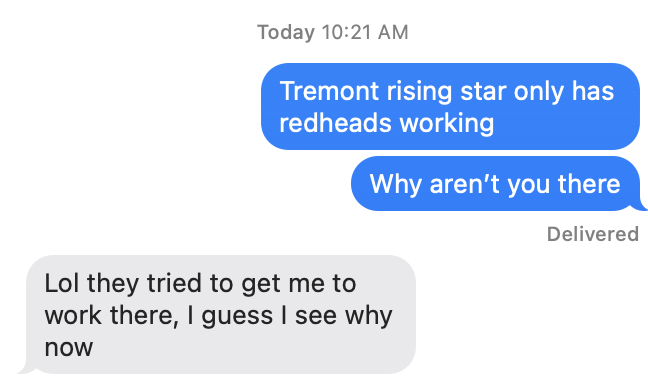 Today 10:21 AM
Tremont rising star only has
redheads working
Why aren’t you there
Delivered
Lol they tried to get me to
work there, I guess I see why
now